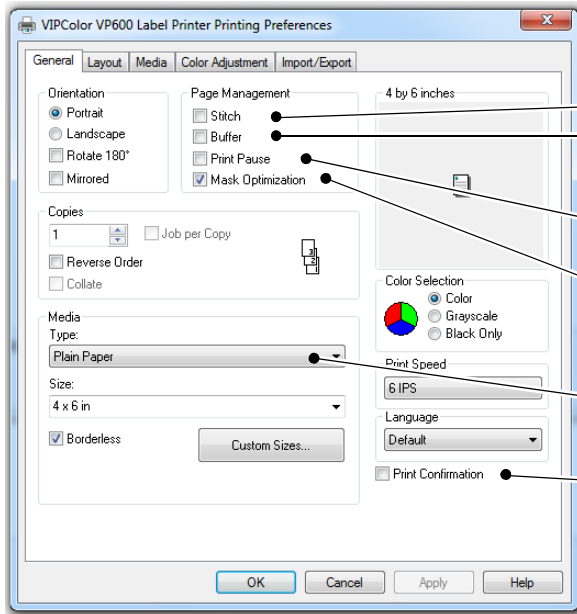 VIPColor VP600 Label Printer Printing Preferences
General Layout Media Color Adjustment Import/Export
Orientation
Portrait
Landscape
Rotate 180°
Mirrored
Page Management
Stitch
Buffer
Print Pause
Mask Optimization
4 by 6 inches
Copies
1
Job per Copy
Reverse Order
Collate
3
2
1
Color Selection
Color
Grayscale
Black Only
Media
Type:
Plain Paper
Size:
4 x 6 in
Borderless
Custom Sizes...
Print Speed
6 IPS
Language
Default
Print Confirmation
OK Cancel Apply Help